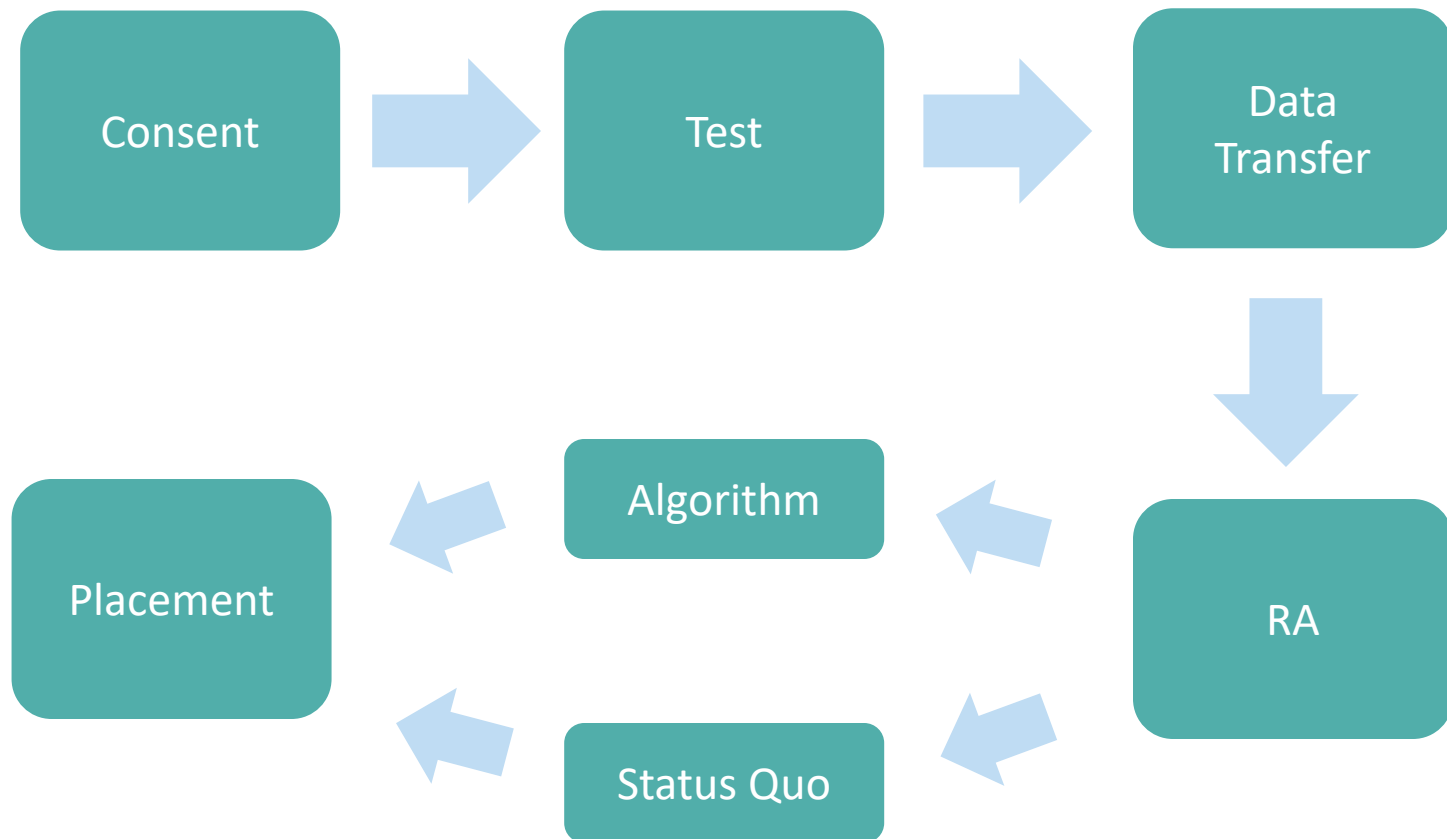 Consent
Test
Data
Transfer
Algorithm
Placement
RA
Status Quo